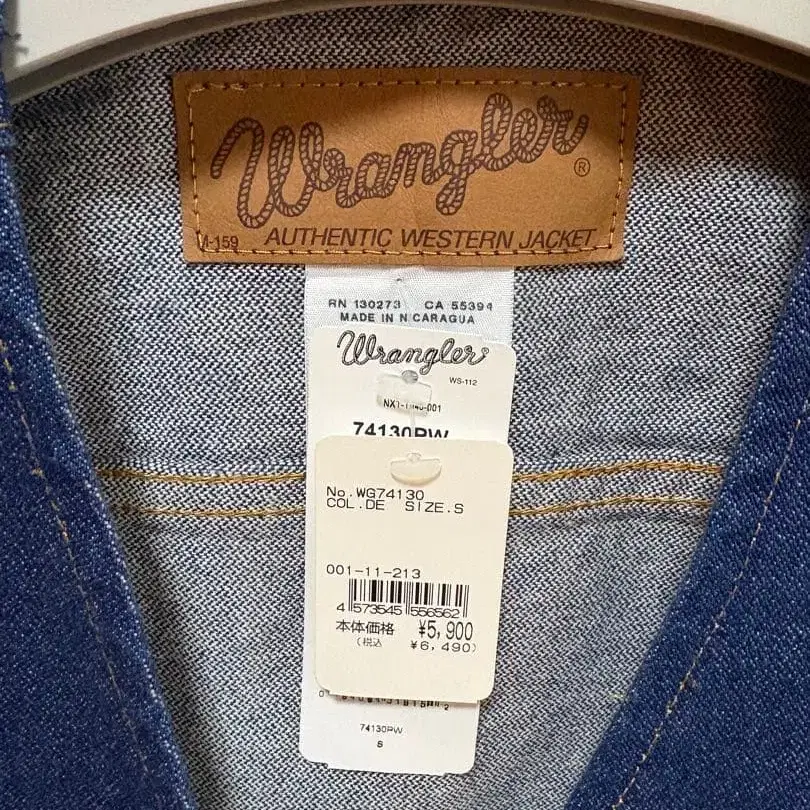 Wrangler®
M-159 AUTHENTIC WESTERN JACKET
RN 130273 CA 55394
MADE IN NICARAGUA
Wrangler®
WS-112
74130PW
No.WG74130
COL.DE SIZE.S
001-11-213
4 573545 556562
本体価格 ¥5,900
(税込 ¥6,490)
74130PW
S